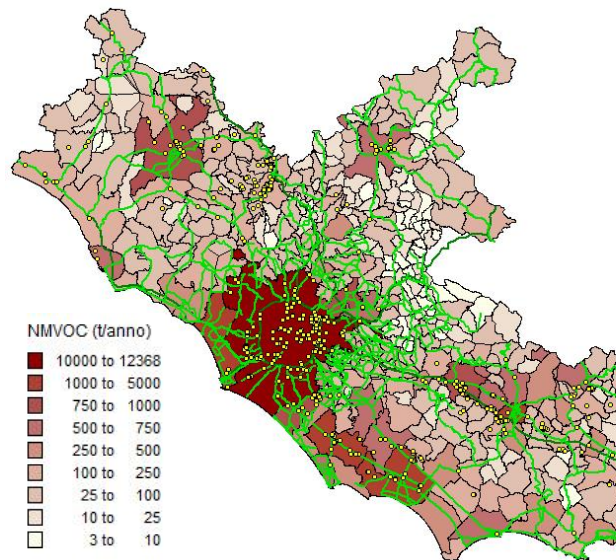 NMVOC (t/anno)
10000 to 12368
1000 to 5000
750 to 1000
500 to 750
250 to 500
100 to 250
25 to 100
10 to 25
3 to 10